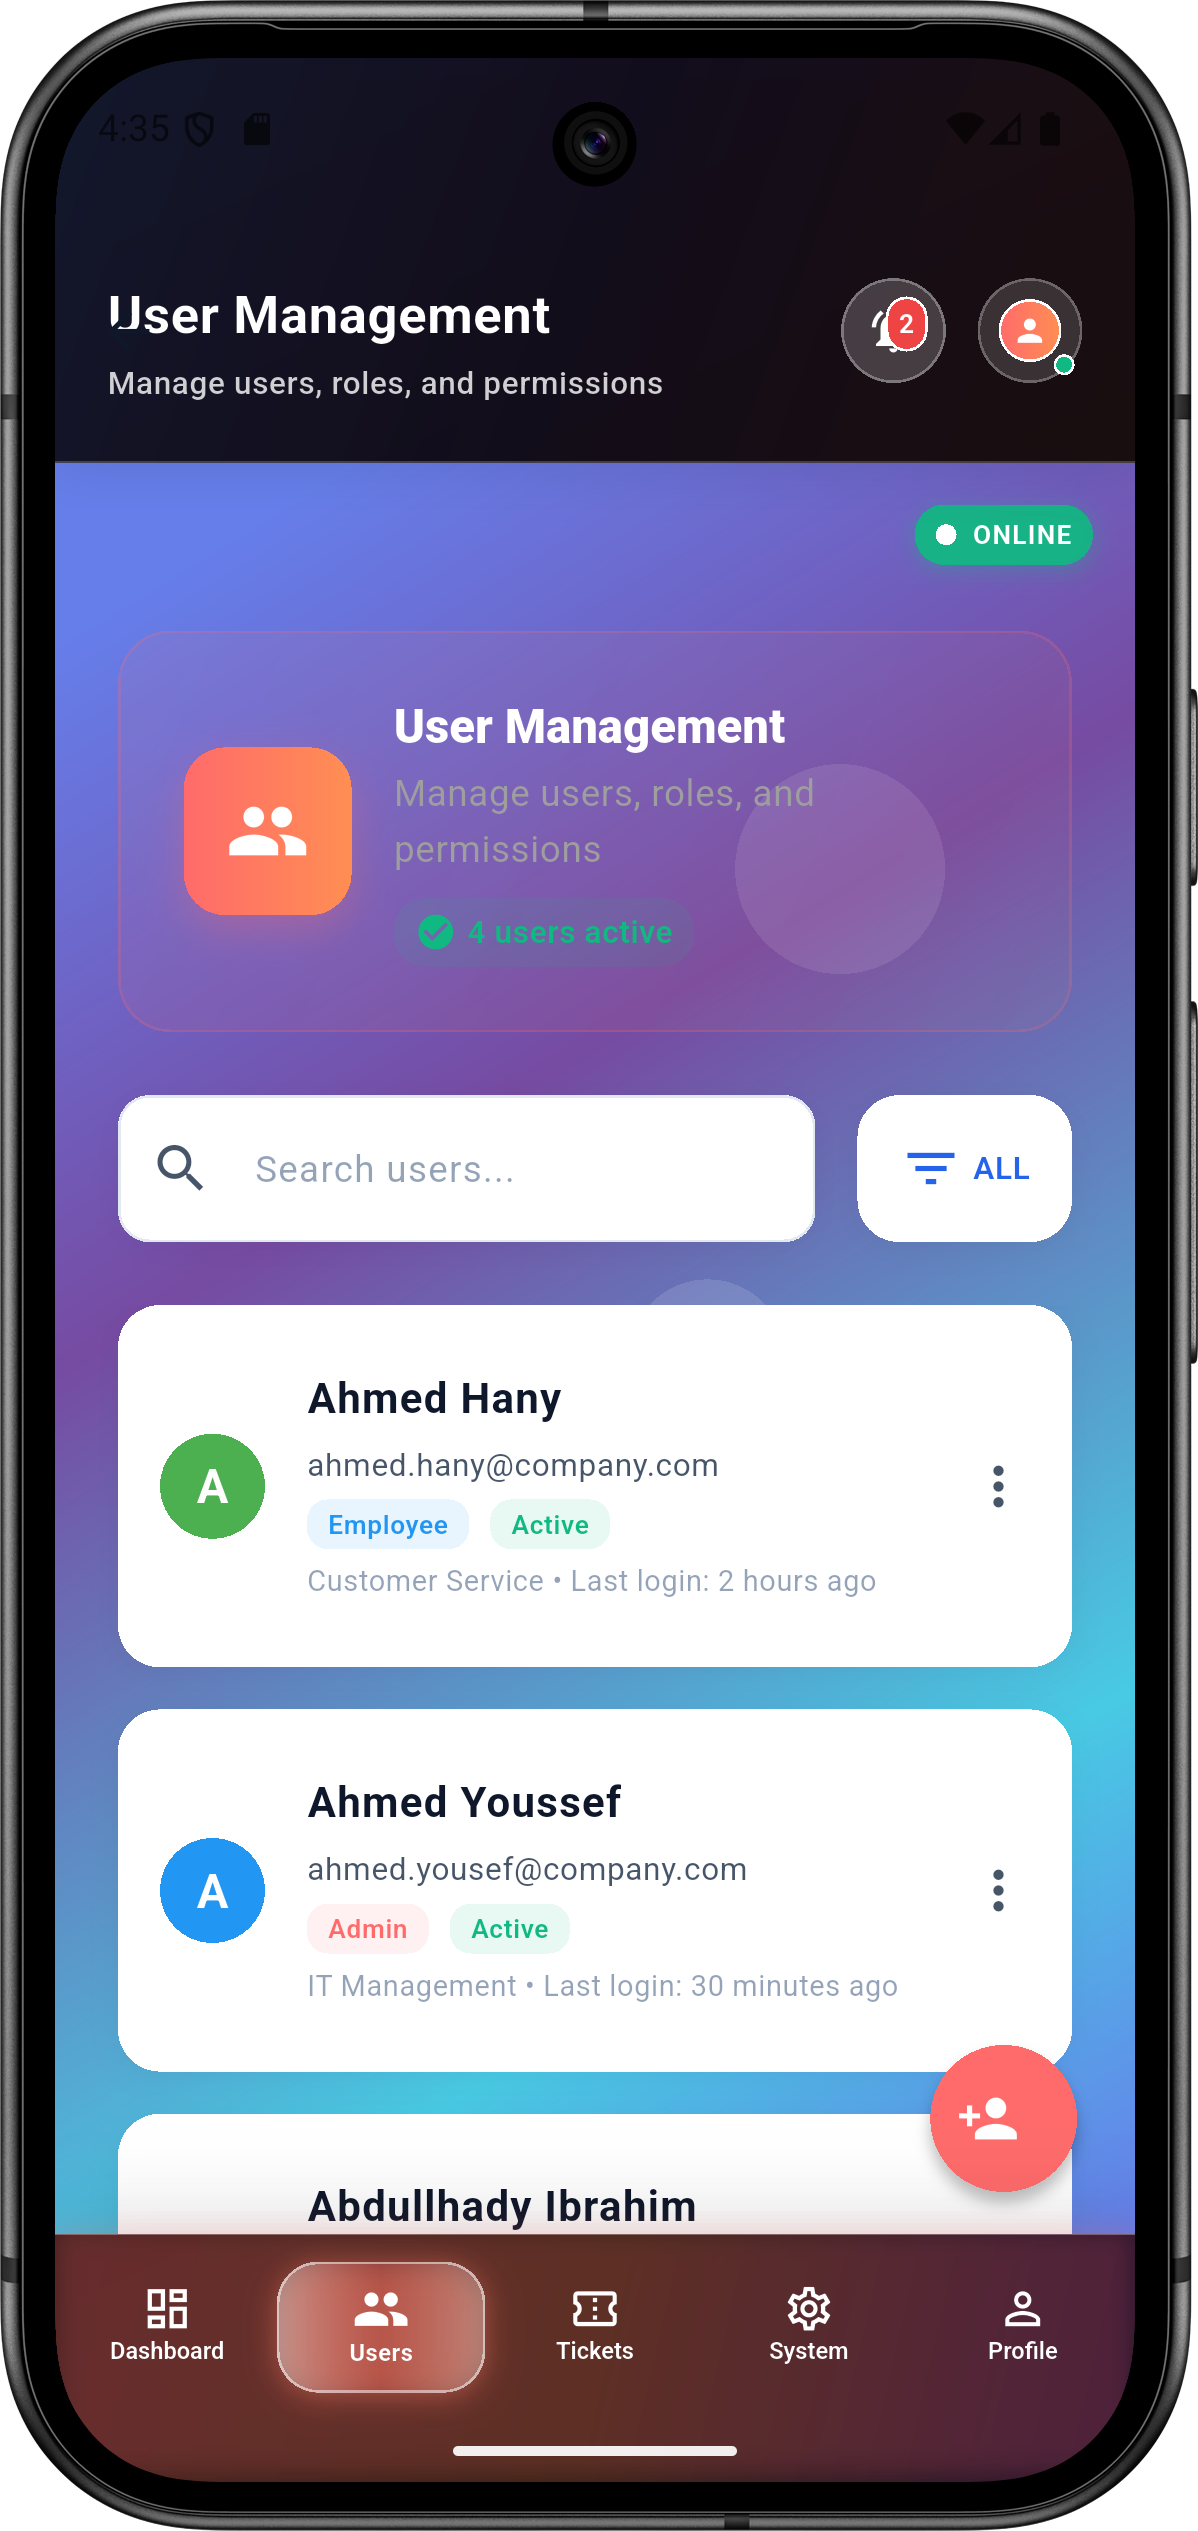 4:35
User Management
Manage users, roles, and permissions
2
ONLINE
User Management
Manage users, roles, and
permissions
4 users active
Search users...
ALL
A
Ahmed Hany
ahmed.hany@company.com
Employee Active
Customer Service • Last login: 2 hours ago
A
Ahmed Youssef
ahmed.yousef@company.com
Admin Active
IT Management • Last login: 30 minutes ago
Abdullhady Ibrahim
Dashboard Users Tickets System Profile